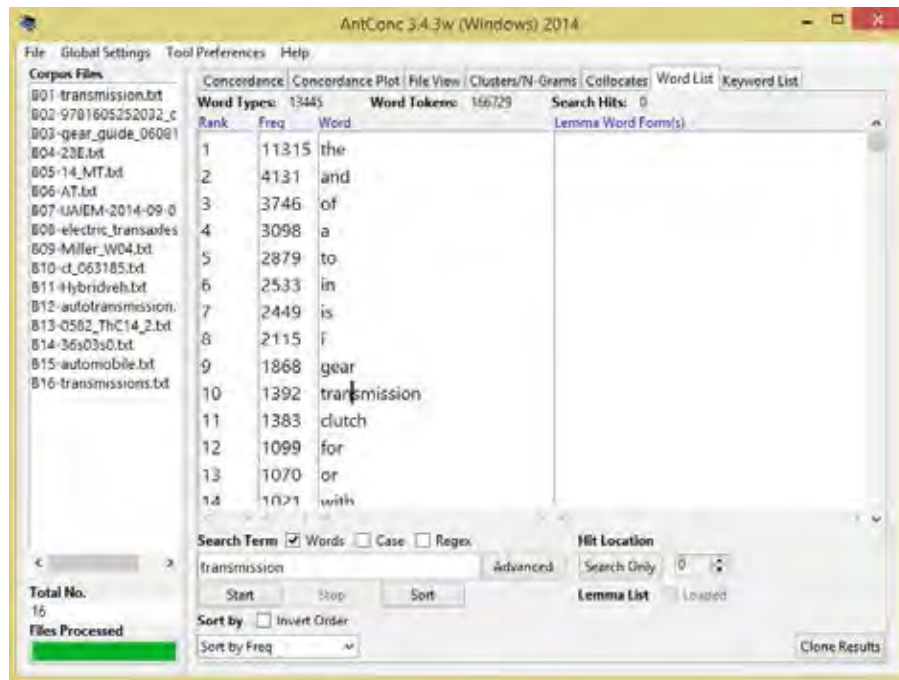 AntConc 3.4.3w (Windows) 2014
File Global Settings Tool Preferences Help
Corpus Files
B01-transmission.txt
B02-9781605252032_c
B03-gear_guide_06081
B04-23E.txt
B05-14_MT.txt
B06-AT.txt
B07-UAIEM-2014-09-0
B08-electric_transaxles
B09-Miller_W04.txt
B10-ct_063185.txt
B11-Hybridveh.txt
B12-autotransmission.
B13-0582_ThC14_2.txt
B14-36s03s0.txt
B15-automobile.txt
B16-transmissions.txt
Total No.
16
Files Processed
Concordance Concordance Plot File View Clusters/N-Grams Collocates Word List Keyword List
Word Types: 13445 Word Tokens: 166729 Search Hits: 0
Rank Freq Word Lemma Word Form(s)
1 11315 the
2 4131 and
3 3746 of
4 3098 a
5 2879 to
6 2533 in
7 2449 is
8 2115 i
9 1868 gear
10 1392 transmission
11 1383 clutch
12 1099 for
13 1070 or
14 1021 with
Search Term Words Case Regex Hit Location
transmission Advanced Search Only 0
Start Stop Sort Lemma List Loaded
Sort by Invert Order
Sort by Freq Clone Results